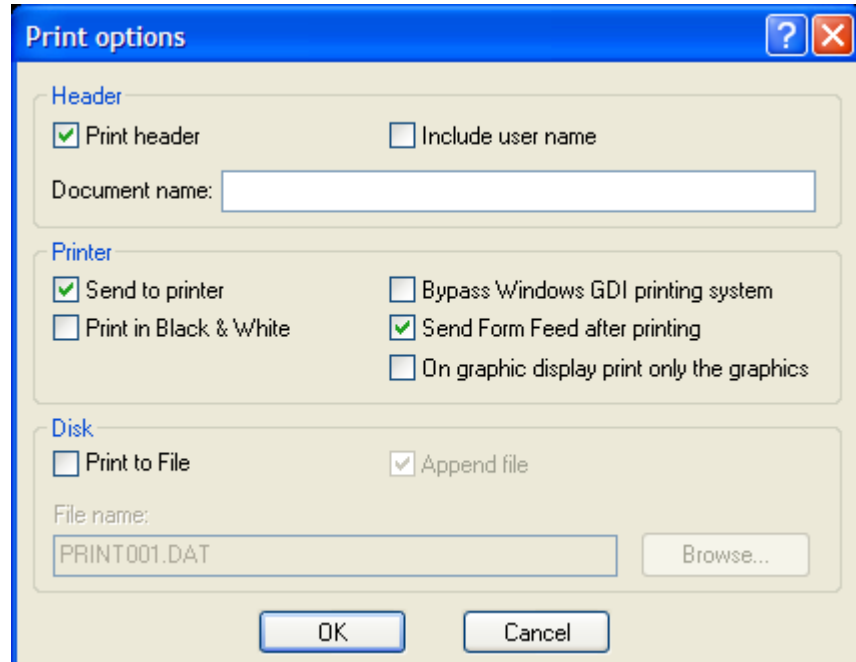 Print options
Header
Print header Include user name
Document name:
Printer
Send to printer Bypass Windows GDI printing system
Print in Black & White Send Form Feed after printing
On graphic display print only the graphics
Disk
Print to File Append file
File name:
PRINT001.DAT Browse...
OK Cancel